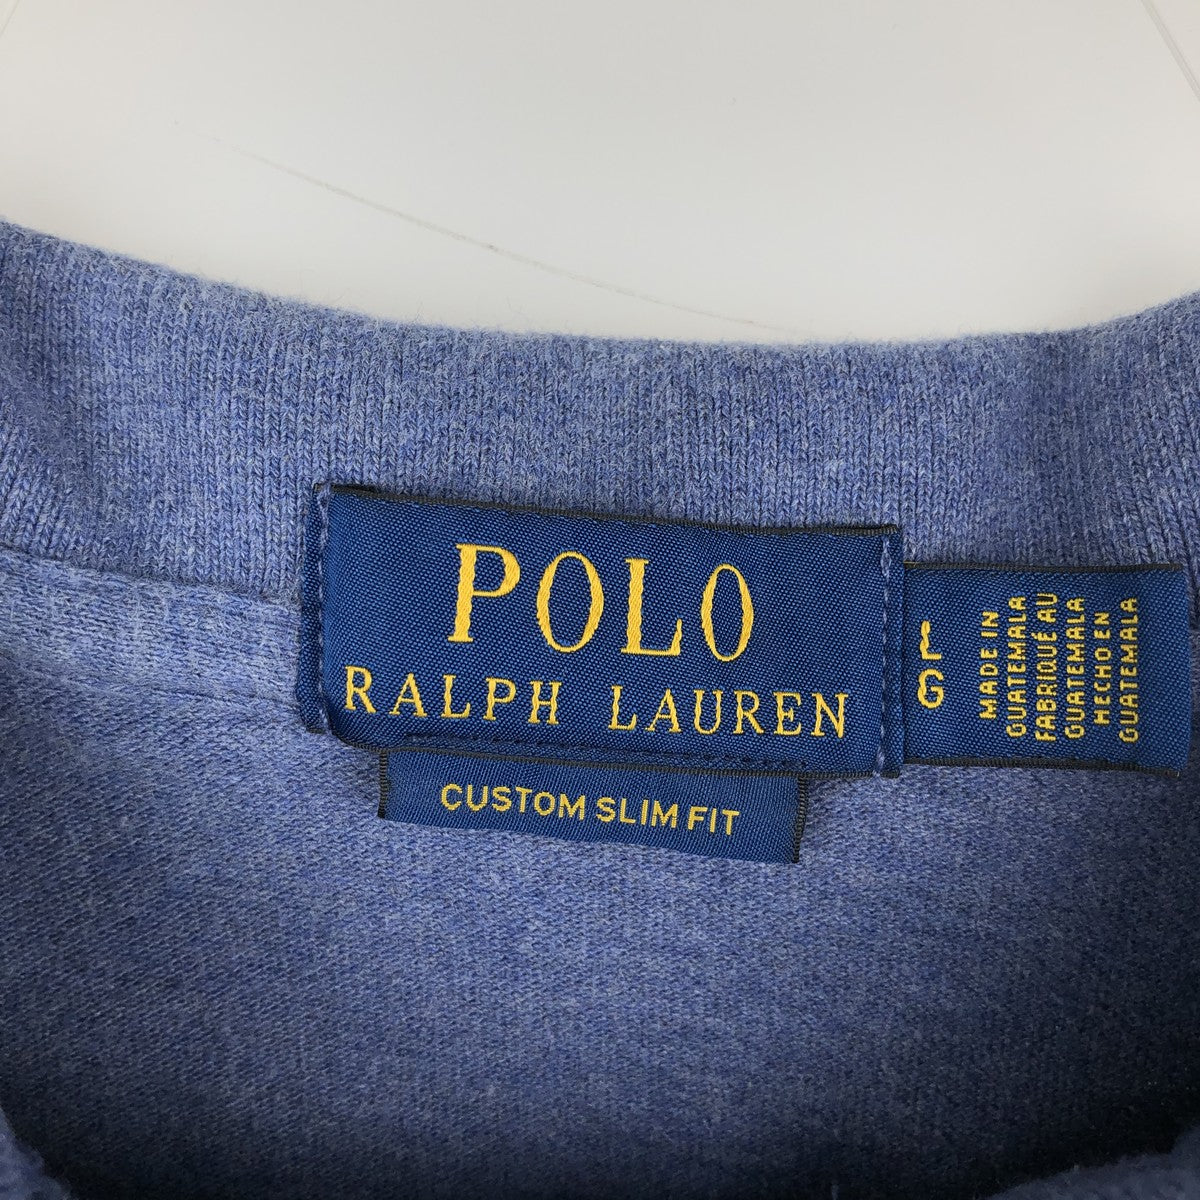 POLO
RALPH LAUREN
CUSTOM SLIM FIT
L
G
MADE IN
GUATEMALA
FABRIQUÉ AU
GUATEMALA
HECHO EN
GUATEMALA